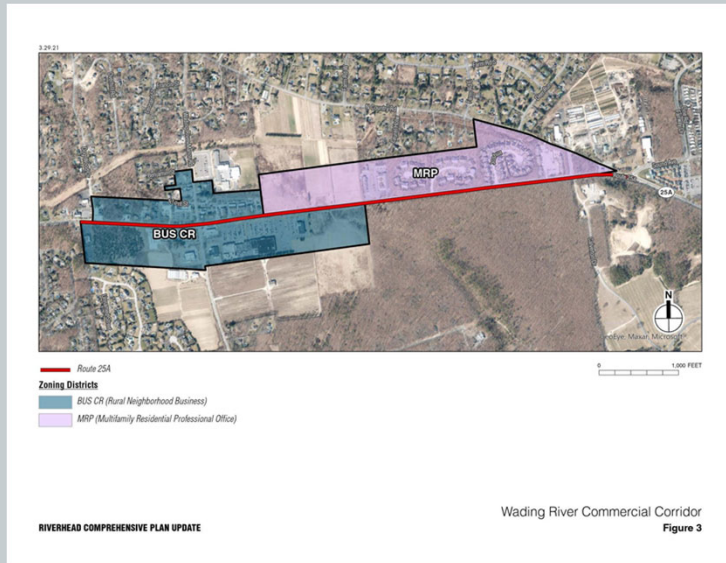 3.29.21
MRP
BUS CR
25A
N
Maxar, Microsoft
0 1,000 FEET
Route 25A
Zoning Districts
BUS CR (Rural Neighborhood Business)
MRP (Multifamily Residential Professional Office)
Wading River Commercial Corridor
RIVERHEAD COMPREHENSIVE PLAN UPDATE
Figure 3